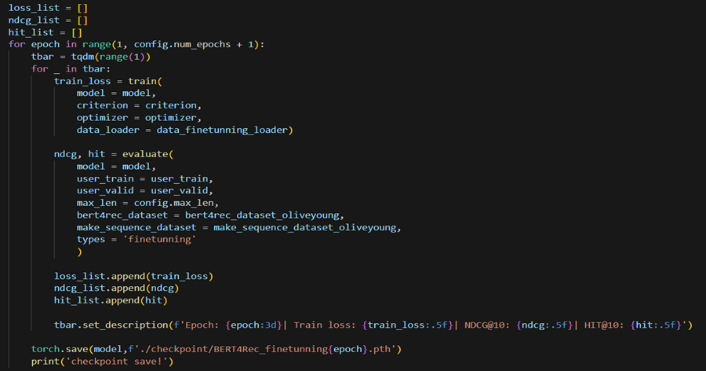 loss_list = []
ndcg_list = []
hit_list = []
for epoch in range(1, config.num_epochs + 1):
    tbar = tqdm(range(1))
    for _ in tbar:
        train_loss = train(
            model = model,
            criterion = criterion,
            optimizer = optimizer,
            data_loader = data_finetunning_loader)

        ndcg, hit = evaluate(
            model = model,
            user_train = user_train,
            user_valid = user_valid,
            max_len = config.max_len,
            bert4rec_dataset = bert4rec_dataset_oliveyoung,
            make_sequence_dataset = make_sequence_dataset_oliveyoung,
            types = 'finetunning'
            )

        loss_list.append(train_loss)
        ndcg_list.append(ndcg)
        hit_list.append(hit)

        tbar.set_description(f'Epoch: {epoch:3d}| Train loss: {train_loss:.5f}| NDCG@10: {ndcg:.5f}| HIT@10: {hit:.5f}')

    torch.save(model,f'./checkpoint/BERT4Rec_finetunning{epoch}.pth')
    print('checkpoint save!')